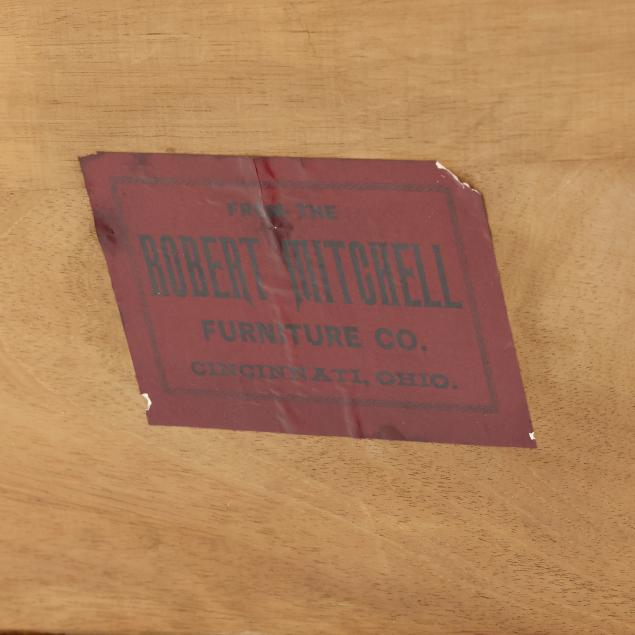 FROM THE
ROBERT MITCHELL
FURNITURE CO.
CINCINNATI, OHIO.